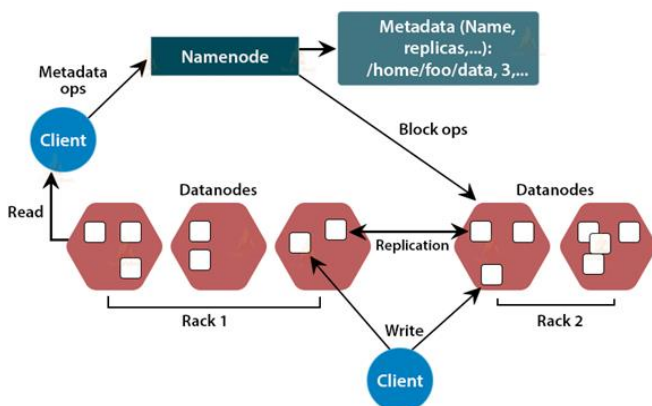 Metadata (Name,
replicas,...):
/home/foo/data, 3,...
Namenode
Metadata
ops
Client
Block ops
Read
Datanodes
Datanodes
Replication
Rack 1
Write
Rack 2
Client